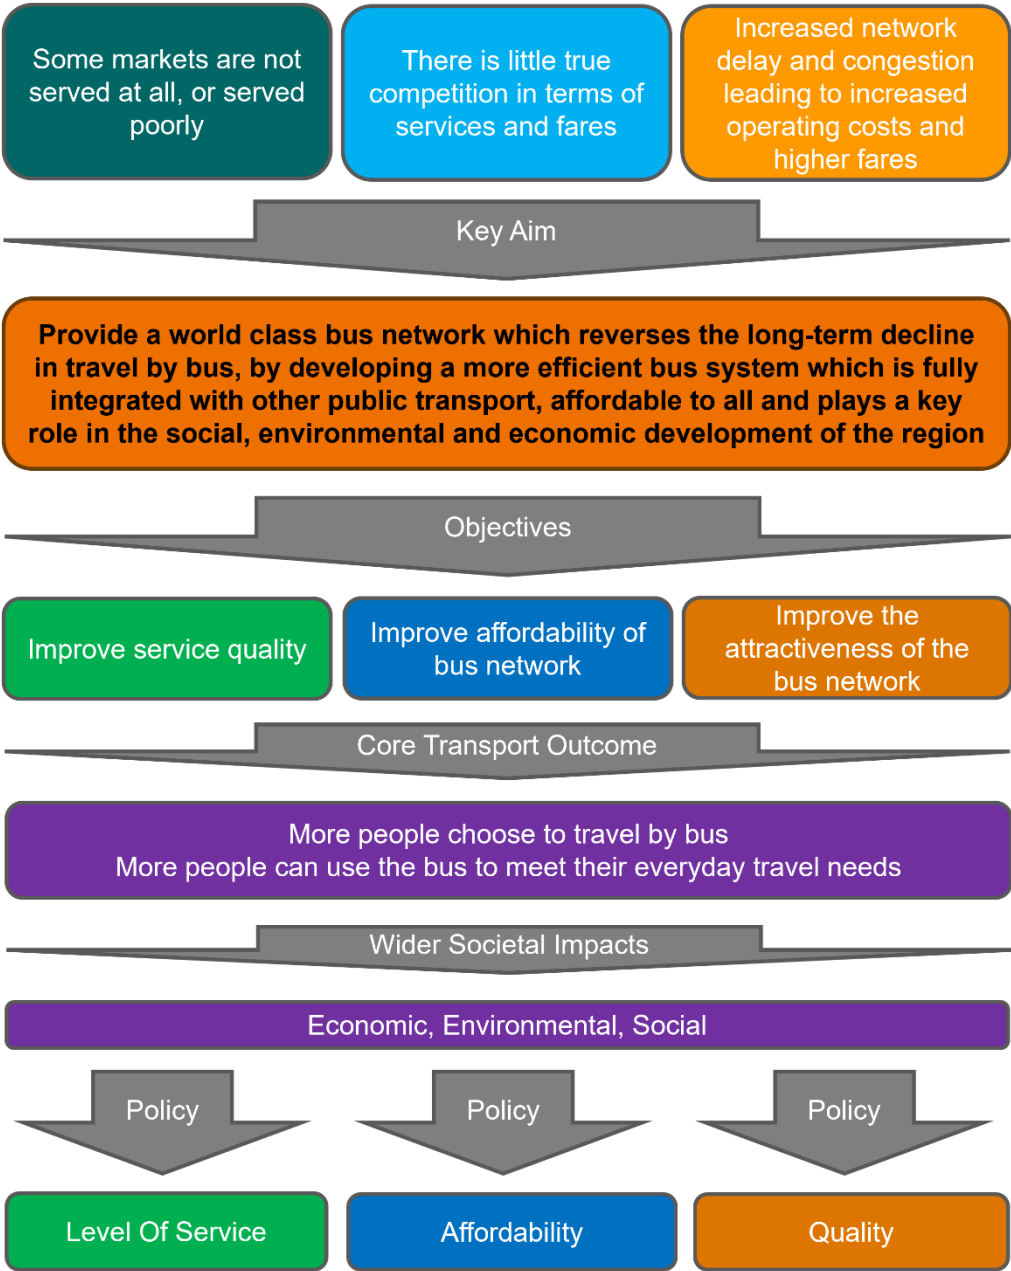 Some markets are not
served at all, or served
poorly
There is little true
competition in terms of
services and fares
Increased network
delay and congestion
leading to increased
operating costs and
higher fares
Key Aim
Provide a world class bus network which reverses the long-term decline
in travel by bus, by developing a more efficient bus system which is fully
integrated with other public transport, affordable to all and plays a key
role in the social, environmental and economic development of the region
Objectives
Improve service quality
Improve affordability of
bus network
Improve the
attractiveness of the
bus network
Core Transport Outcome
More people choose to travel by bus
More people can use the bus to meet their everyday travel needs
Wider Societal Impacts
Economic, Environmental, Social
Policy
Policy
Policy
Level Of Service
Affordability
Quality